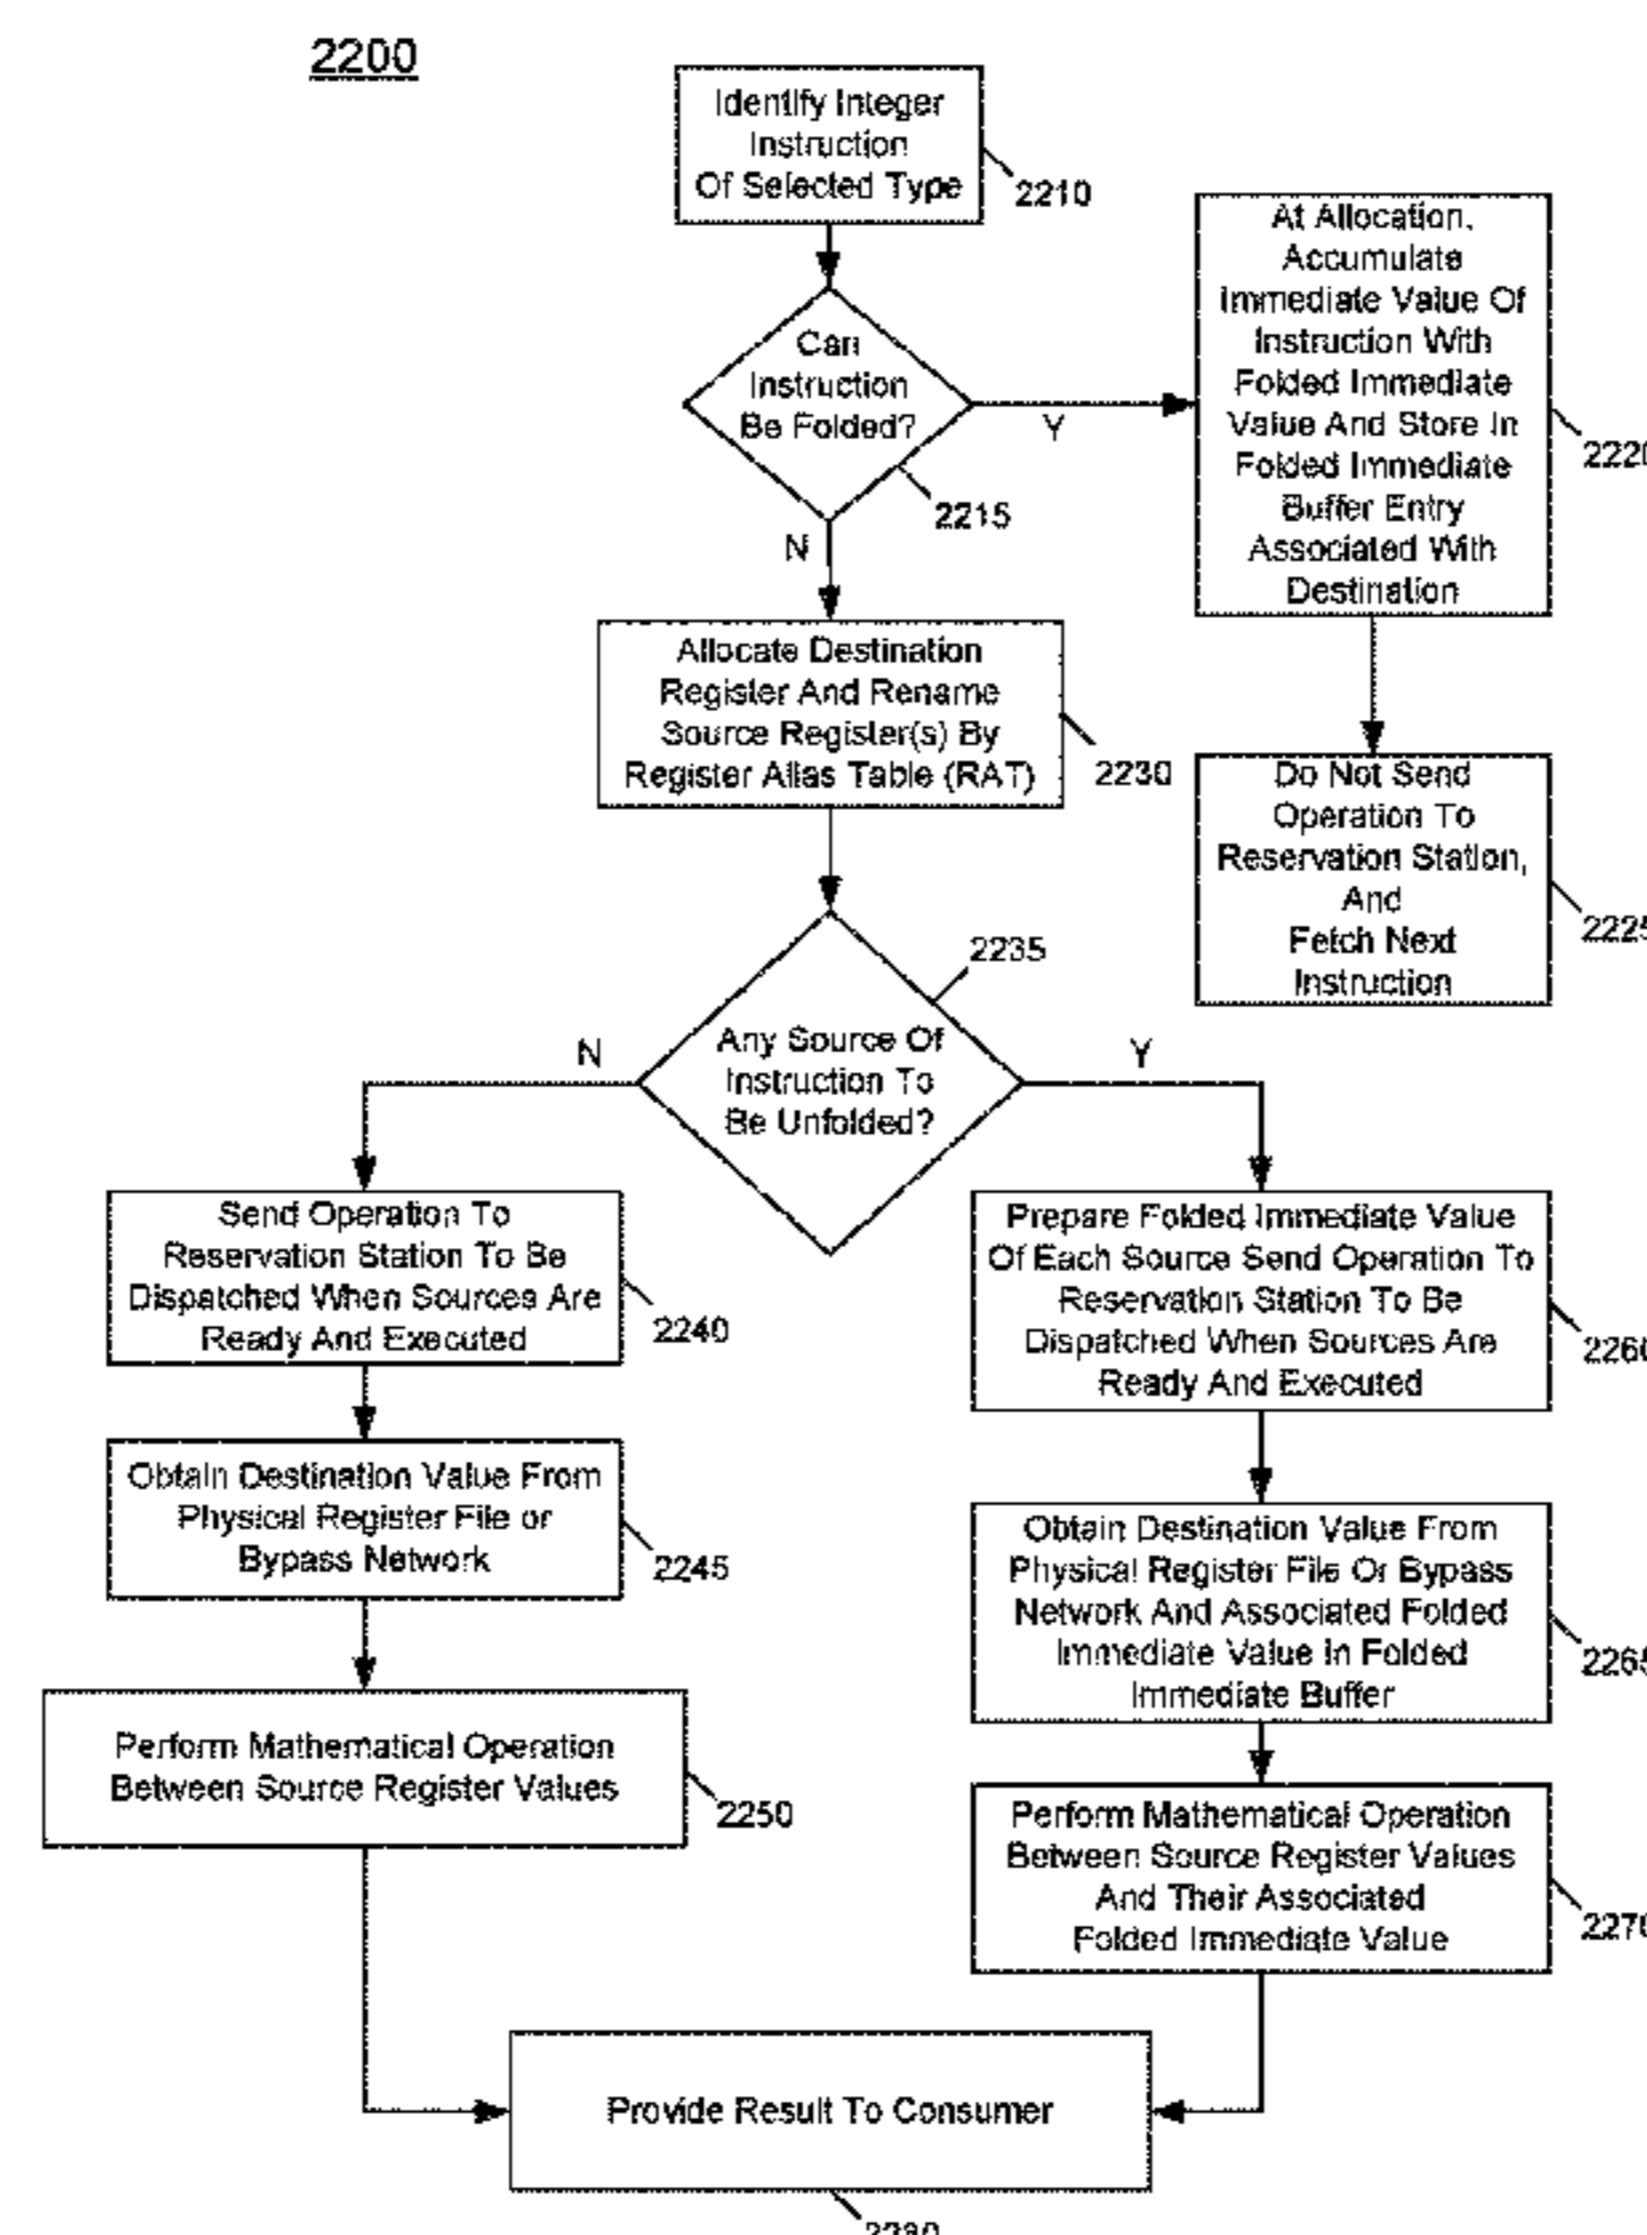 2200
Identify Integer
Instruction
Of Selected Type
2210
Can
Instruction
Be Folded?
Y
2215
N
At Allocation,
Accumulate
Immediate Value Of
Instruction With
Folded Immediate
Value And Store In
Folded Immediate
Buffer Entry
Associated With
Destination
Do Not Send
Operation To
Reservation Station,
And
Fetch Next
Instruction
Allocate Destination
Register And Rename
Source Register(s) By
Register Alias Table (RAT)
2230
2235
Any Source Of
Instruction To
Be Unfolded?
N
Y
Send Operation To
Reservation Station To Be
Dispatched When Sources Are
Ready And Executed
2240
Obtain Destination Value From
Physical Register File or
Bypass Network
2245
Perform Mathematical Operation
Between Source Register Values
2250
Prepare Folded Immediate Value
Of Each Source Send Operation To
Reservation Station To Be
Dispatched When Sources Are
Ready And Executed
Obtain Destination Value From
Physical Register File Or Bypass
Network And Associated Folded
Immediate Value In Folded
Immediate Buffer
Perform Mathematical Operation
Between Source Register Values
And Their Associated
Folded Immediate Value
Provide Result To Consumer